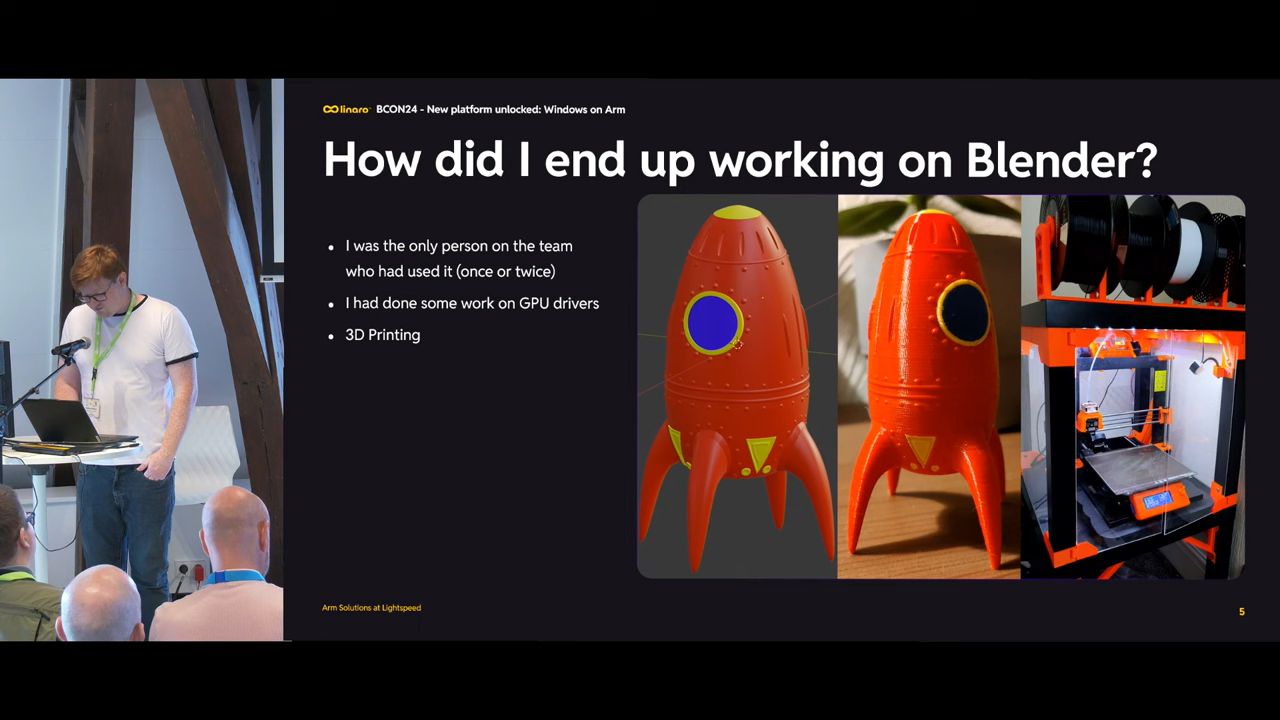 linaro BCON24 - New platform unlocked: Windows on Arm
How did I end up working on Blender?
• I was the only person on the team
who had used it (once or twice)
• I had done some work on GPU drivers
• 3D Printing
Arm Solutions at Lightspeed
5